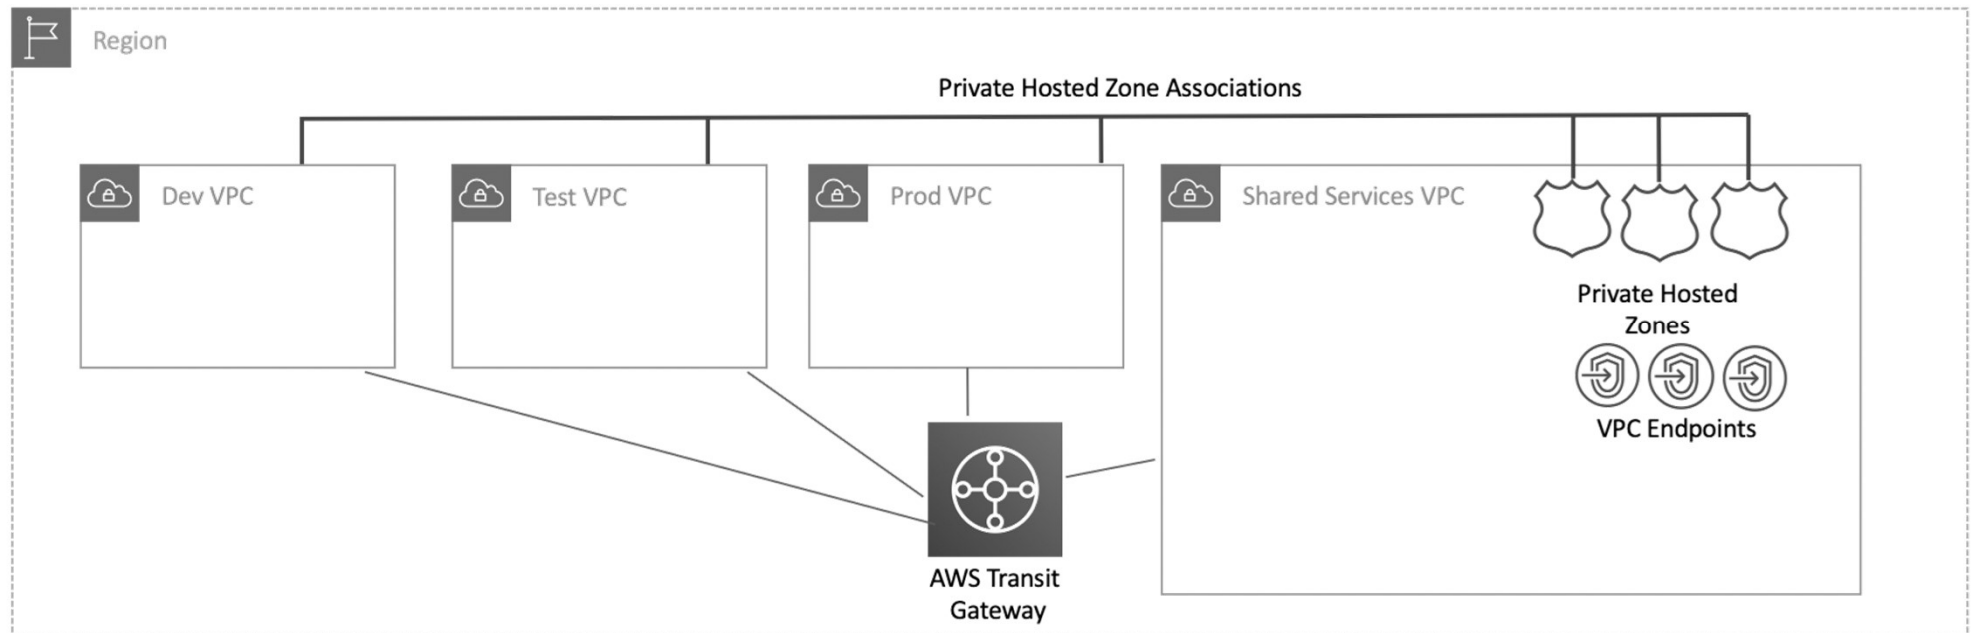 Region
Private Hosted Zone Associations
Dev VPC
Test VPC
Prod VPC
Shared Services VPC
Private Hosted
Zones
VPC Endpoints
AWS Transit
Gateway